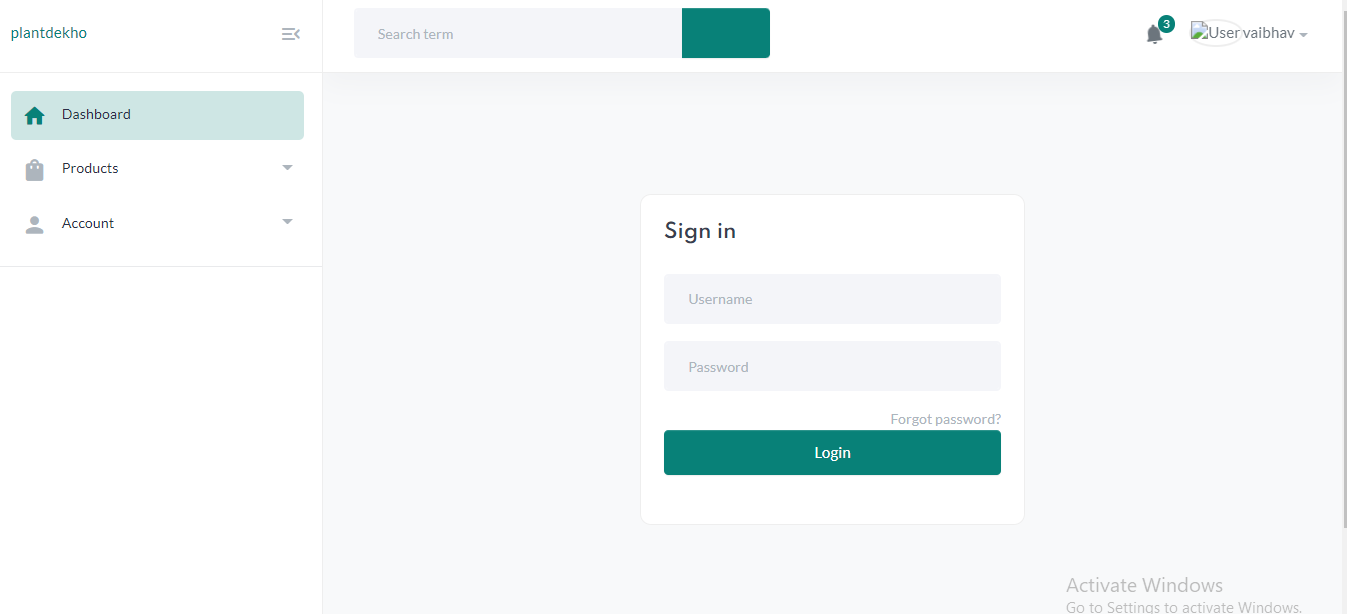 plantdekho
Search term
3
User vaibhav
Dashboard
Products
Account
Sign in
Username
Password
Forgot password?
Login
Activate Windows
Go to Settings to activate Windows.